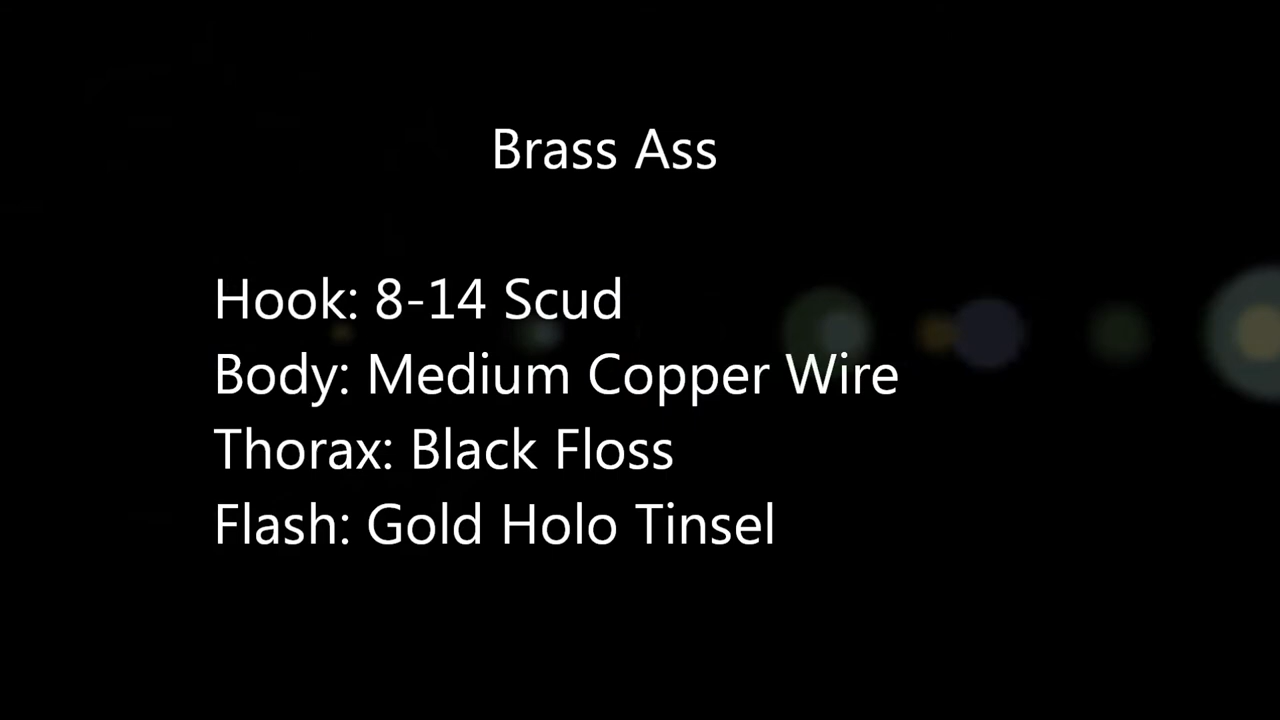 Brass Ass
Hook: 8-14 Scud
Body: Medium Copper Wire
Thorax: Black Floss
Flash: Gold Holo Tinsel